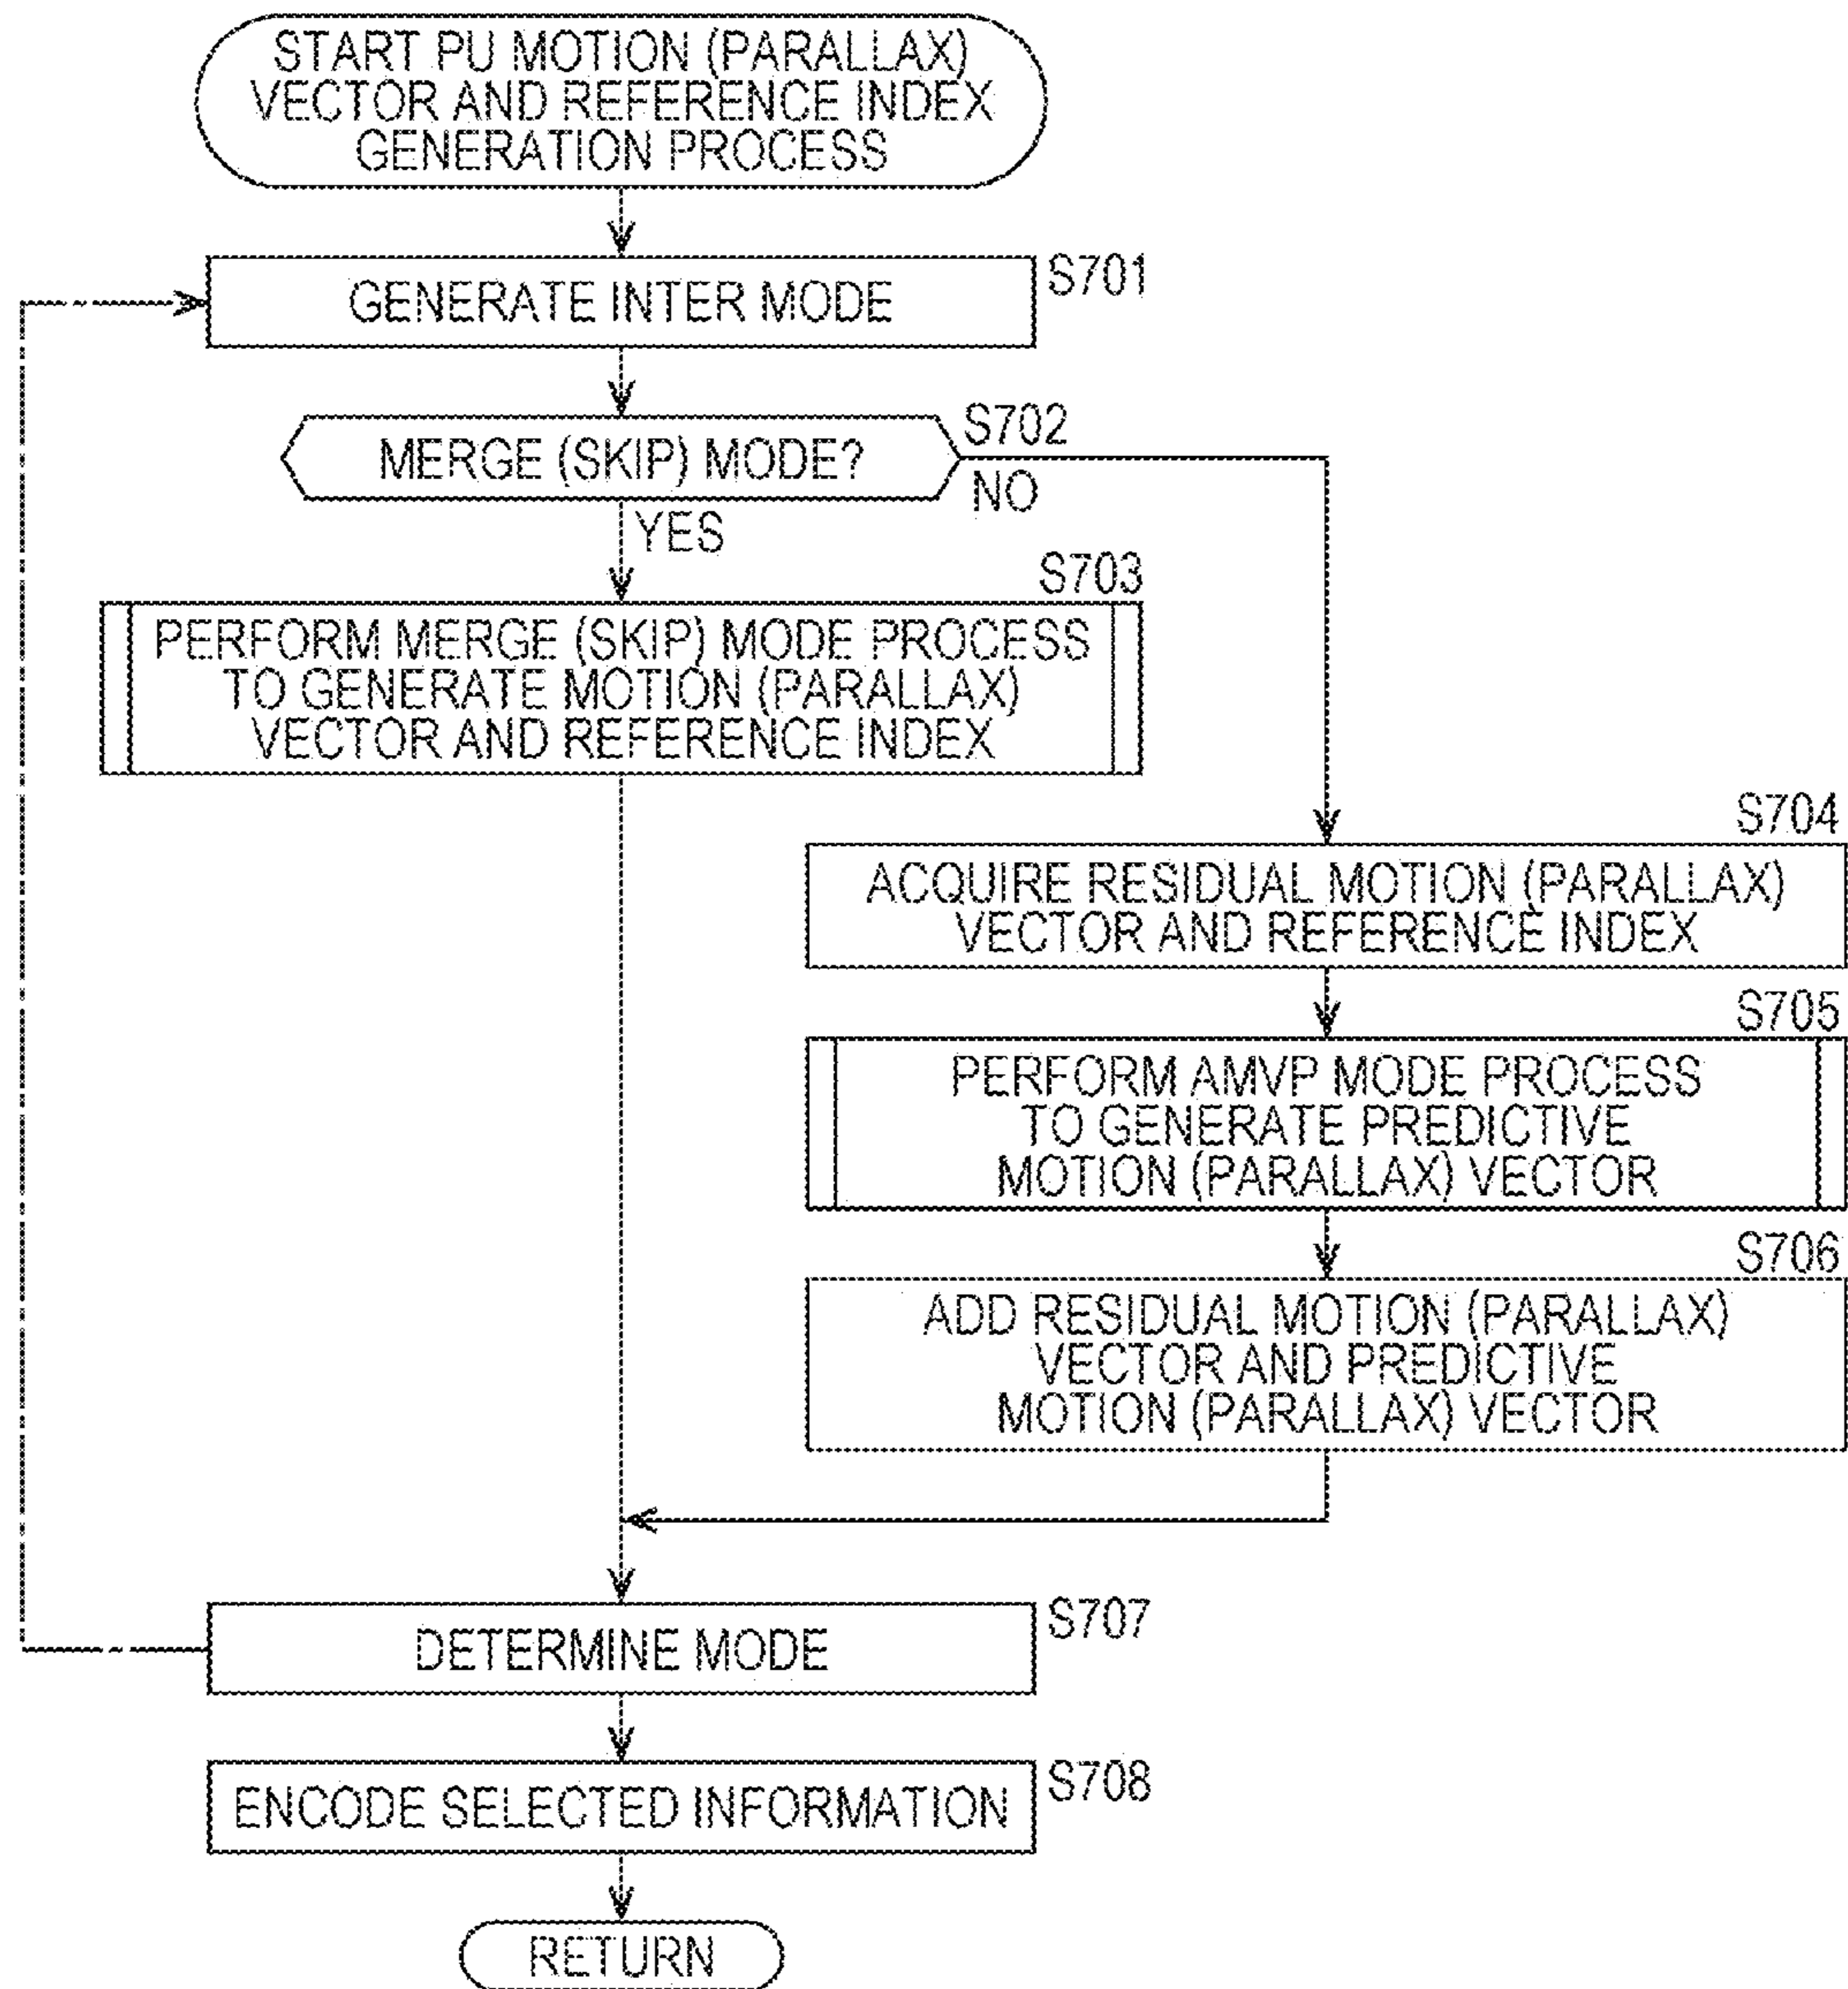 START PU MOTION (PARALLAX)
VECTOR AND REFERENCE INDEX
GENERATION PROCESS
S701
GENERATE INTER MODE
S702
MERGE (SKIP) MODE?
NO
YES
S703
PERFORM MERGE (SKIP) MODE PROCESS
TO GENERATE MOTION (PARALLAX)
VECTOR AND REFERENCE INDEX
S704
ACQUIRE RESIDUAL MOTION (PARALLAX)
VECTOR AND REFERENCE INDEX
S705
PERFORM AMVP MODE PROCESS
TO GENERATE PREDICTIVE
MOTION (PARALLAX) VECTOR
S706
ADD RESIDUAL MOTION (PARALLAX)
VECTOR AND PREDICTIVE
MOTION (PARALLAX) VECTOR
S707
DETERMINE MODE
S708
ENCODE SELECTED INFORMATION
RETURN